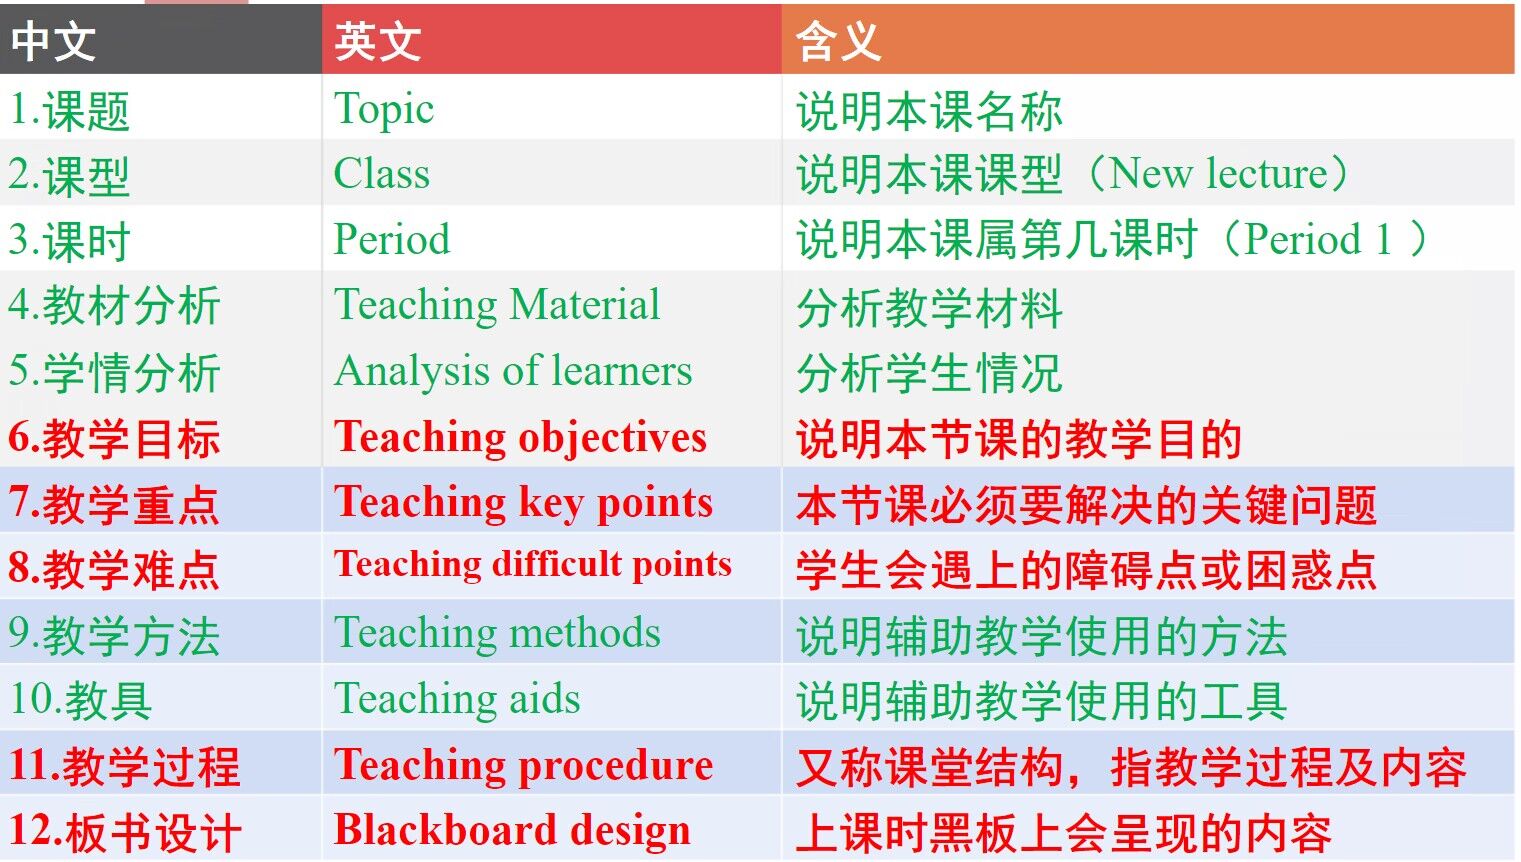 中文 英文 含义
1.课题 Topic 说明本课名称
2.课型 Class 说明本课课型（New lecture）
3.课时 Period 说明本课属第几课时（Period 1 ）
4.教材分析 Teaching Material 分析教学材料
5.学情分析 Analysis of learners 分析学生情况
6.教学目标 Teaching objectives 说明本节课的教学目的
7.教学重点 Teaching key points 本节课必须要解决的关键问题
8.教学难点 Teaching difficult points 学生会遇上的障碍点或困惑点
9.教学方法 Teaching methods 说明辅助教学使用的方法
10.教具 Teaching aids 说明辅助教学使用的工具
11.教学过程 Teaching procedure 又称课堂结构，指教学过程及内容
12.板书设计 Blackboard design 上课时黑板上会呈现的内容